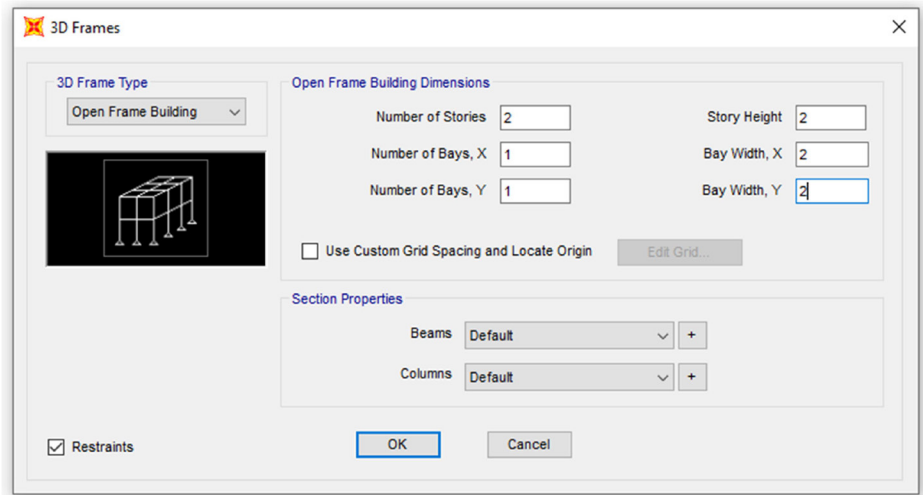 3D Frames
3D Frame Type
Open Frame Building
Open Frame Building Dimensions
Number of Stories 2
Story Height 2
Number of Bays, X 1
Bay Width, X 2
Number of Bays, Y 1
Bay Width, Y 2
Use Custom Grid Spacing and Locate Origin
Edit Grid...
Section Properties
Beams Default +
Columns Default +
Restraints
OK
Cancel